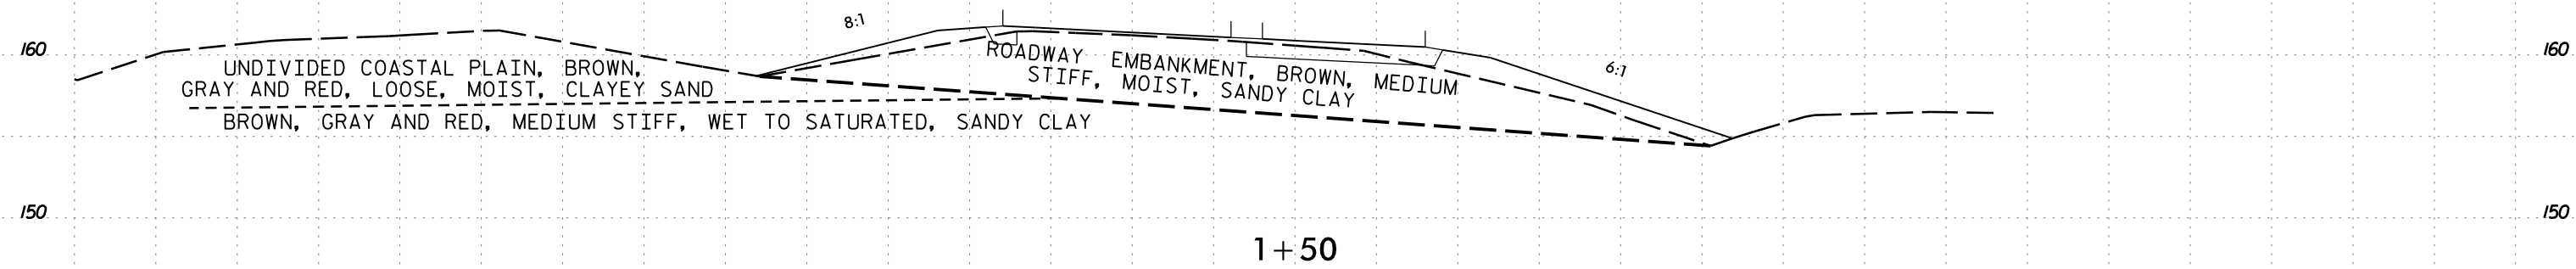 8:1
160
ROADWAY EMBANKMENT, BROWN, MEDIUM
STIFF, MOIST, SANDY CLAY
6:1
160
UNDIVIDED COASTAL PLAIN, BROWN,
GRAY AND RED, LOOSE, MOIST, CLAYEY SAND
BROWN, GRAY AND RED, MEDIUM STIFF, WET TO SATURATED, SANDY CLAY
150
150
1+50